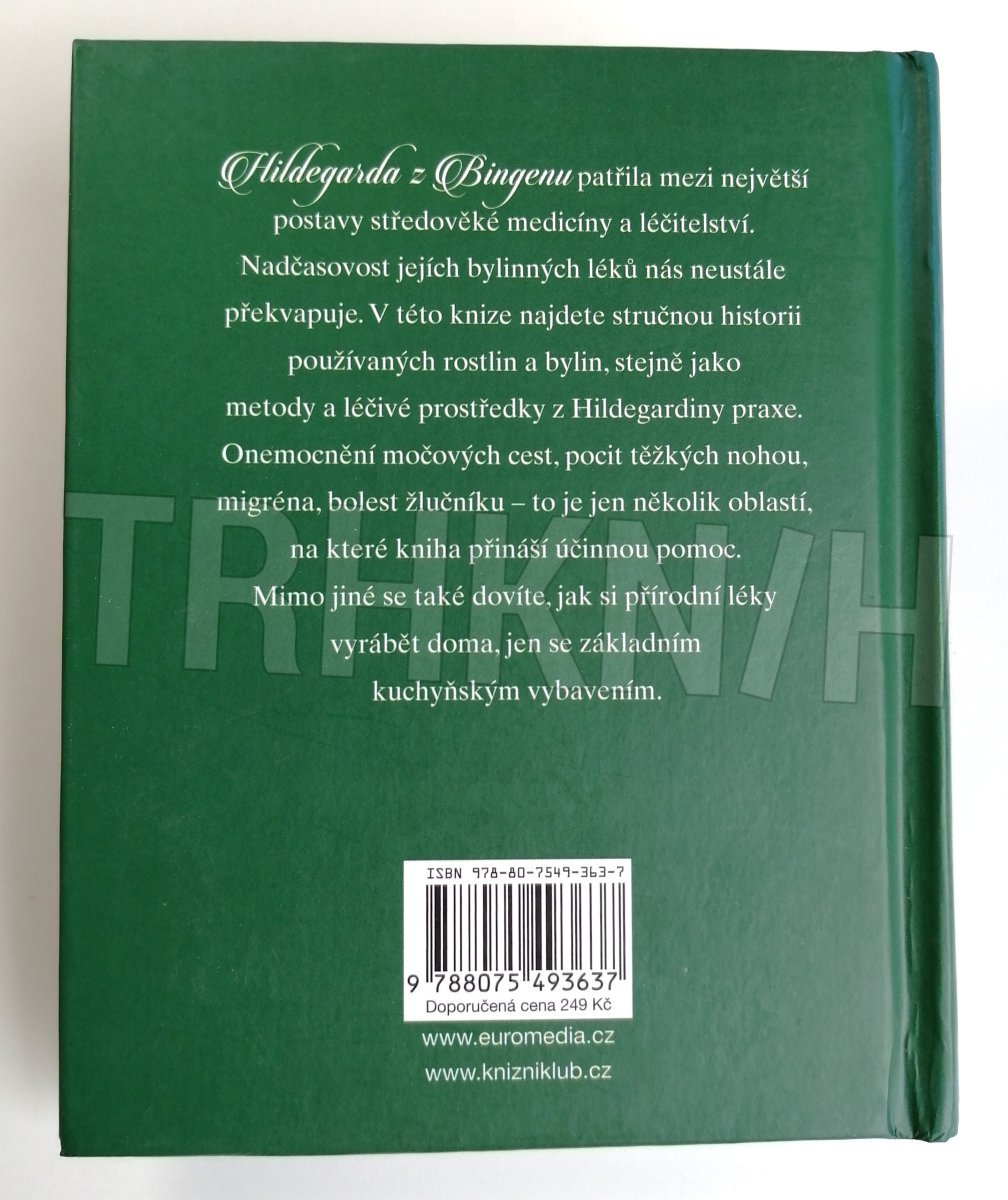 Hildegarda z Bingenu patřila mezi největší
postavy středověké medicíny a léčitelství.
Nadčasovost jejích bylinných léků nás neustále
překvapuje. V této knize najdete stručnou historii
používaných rostlin a bylin, stejně jako
metody a léčivé prostředky z Hildegardiny praxe.
Onemocnění močových cest, pocit těžkých nohou,
migréna, bolest žlučníku – to je jen několik oblastí,
na které kniha přináší účinnou pomoc.
Mimo jiné se také dovíte, jak si přírodní léky
vyrábět doma, jen se základním
kuchyňským vybavením.
TRHKN/H
ISBN 978-80-7549-363-7
9 788075 493637
Doporučená cena 249 Kč
www.euromedia.cz
www.knizniklub.cz